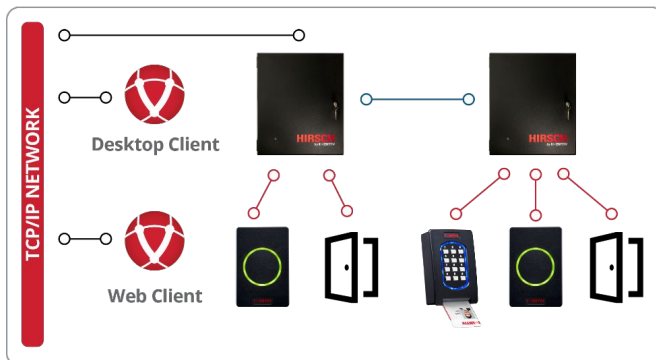 TCP/IP NETWORK
Desktop Client
Web Client
HIRSCH
HIRSCH